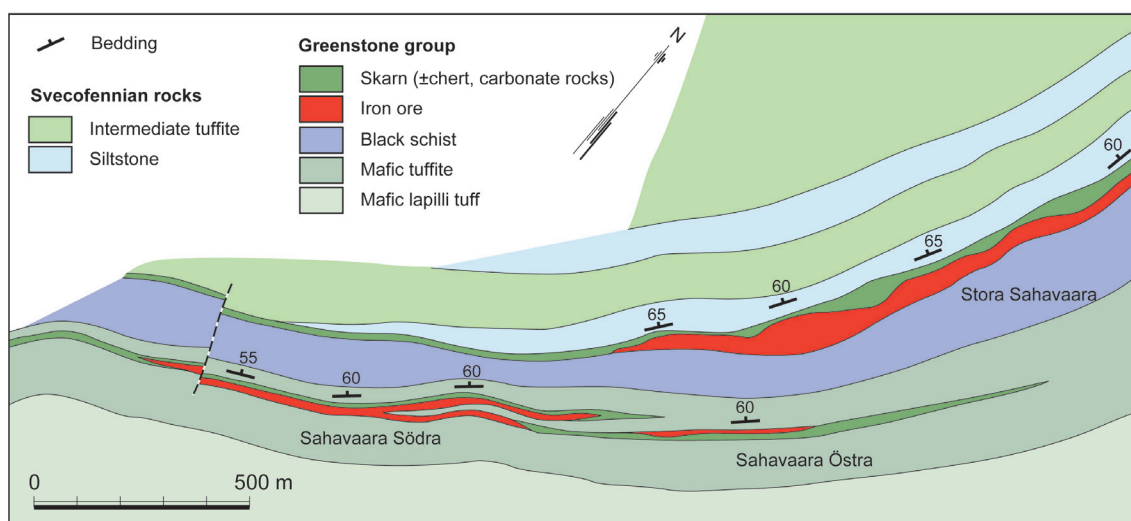 Bedding
Svecofennian rocks
Intermediate tuffite
Siltstone
Greenstone group
Skarn (±chert, carbonate rocks)
Iron ore
Black schist
Mafic tuffite
Mafic lapilli tuff
N
60
65
60
65
Stora Sahavaara
55
60
60
60
Sahavaara Södra
Sahavaara Östra
0
500 m